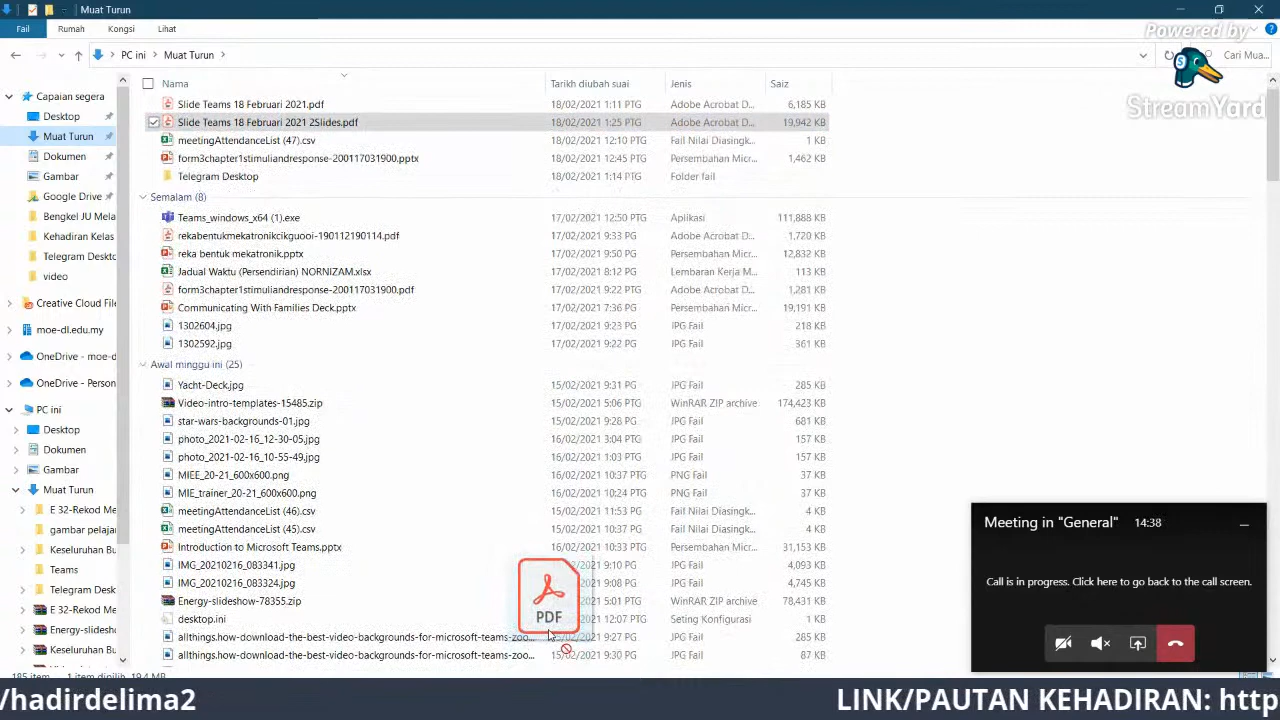 Muat Turun
Fail Rumah Kongsi Lihat
Powered by
PC ini Muat Turun Cari Mua...
StreamYard
Nama Tarikh diubah suai Jenis Saiz
Capaian segera
Desktop
Muat Turun
Dokumen
Gambar
Google Drive
Bengkel JU Mela
Kehadiran Kelas
Telegram Deskto
video
Creative Cloud File
moe-dl.edu.my
OneDrive - moe-d
OneDrive - Person
PC ini
Desktop
Dokumen
Gambar
Muat Turun
E 32-Rekod Me
gambar pelajar
Keseluruhan Bu
Teams
Telegram Deskto
E 32-Rekod Me
Energy-slidesh
Keseluruhan Bu
Slide Teams 18 Februari 2021.pdf 18/02/2021 1:11 PTG Adobe Acrobat D... 6,185 KB
Slide Teams 18 Februari 2021 2Slides.pdf 18/02/2021 1:25 PTG Adobe Acrobat D... 19,942 KB
meetingAttendanceList (47).csv 18/02/2021 12:10 PTG Fail Nilai Diasingk... 1 KB
form3chapter1stimuliandresponse-200117031900.pptx 18/02/2021 12:45 PTG Persembahan Micr... 1,462 KB
Telegram Desktop 18/02/2021 1:14 PTG Folder fail
Semalam (8)
Teams_windows_x64 (1).exe 17/02/2021 12:50 PTG Aplikasi 111,888 KB
rekabentukmekatronikcikguooi-190112190114.pdf 17/02/2021 9:33 PG Adobe Acrobat D... 1,720 KB
reka bentuk mekatronik.pptx 17/02/2021 9:50 PG Persembahan Micr... 12,832 KB
Jadual Waktu (Persendirian) NORNIZAM.xlsx 17/02/2021 8:12 PG Lembaran Kerja M... 113 KB
form3chapter1stimuliandresponse-200117031900.pdf 17/02/2021 9:22 PG Adobe Acrobat D... 1,281 KB
Communicating With Families Deck.pptx 17/02/2021 7:36 PG Persembahan Micr... 19,191 KB
1302604.jpg 17/02/2021 9:23 PG JPG Fail 218 KB
1302592.jpg 17/02/2021 9:22 PG JPG Fail 361 KB
Awal minggu ini (25)
Yacht-Deck.jpg 15/02/2021 9:31 PG JPG Fail 285 KB
Video-intro-templates-15485.zip 15/02/2021 5:06 PTG WinRAR ZIP archive 174,423 KB
star-wars-backgrounds-01.jpg 15/02/2021 9:28 PG JPG Fail 681 KB
photo_2021-02-16_12-30-05.jpg 16/02/2021 3:04 PTG JPG Fail 157 KB
photo_2021-02-16_10-55-49.jpg 16/02/2021 1:03 PTG JPG Fail 157 KB
MIEE_20-21_600x600.png 16/02/2021 10:37 PTG PNG Fail 37 KB
MIE_trainer_20-21_600x600.png 16/02/2021 10:24 PTG PNG Fail 37 KB
meetingAttendanceList (46).csv 15/02/2021 11:53 PG Fail Nilai Diasingk... 4 KB
meetingAttendanceList (45).csv 15/02/2021 10:37 PG Fail Nilai Diasingk... 4 KB
Introduction to Microsoft Teams.pptx 16/02/2021 10:33 PTG Persembahan Micr... 31,153 KB
IMG_20210216_083341.jpg 2021 9:10 PG JPG Fail 4,093 KB
IMG_20210216_083324.jpg 2021 9:08 PG JPG Fail 4,745 KB
Energy-slideshow-78355.zip 2021 5:01 PTG WinRAR ZIP archive 78,431 KB
desktop.ini 2021 12:07 PTG Seting Konfigurasi 1 KB
allthings.how-download-the-best-video-backgrounds-for-microsoft-teams-zoo... 15/02/2021 9:27 PG JPG Fail 285 KB
allthings.how-download-the-best-video-backgrounds-for-microsoft-teams-zoo... 15/02/2021 9:30 PG JPG Fail 87 KB
PDF
Meeting in "General" 14:38
Call is in progress. Click here to go back to the call screen.
185 item 1 item dipilih 19.4 MB
/hadirdelima2 LINK/PAUTAN KEHADIRAN: http